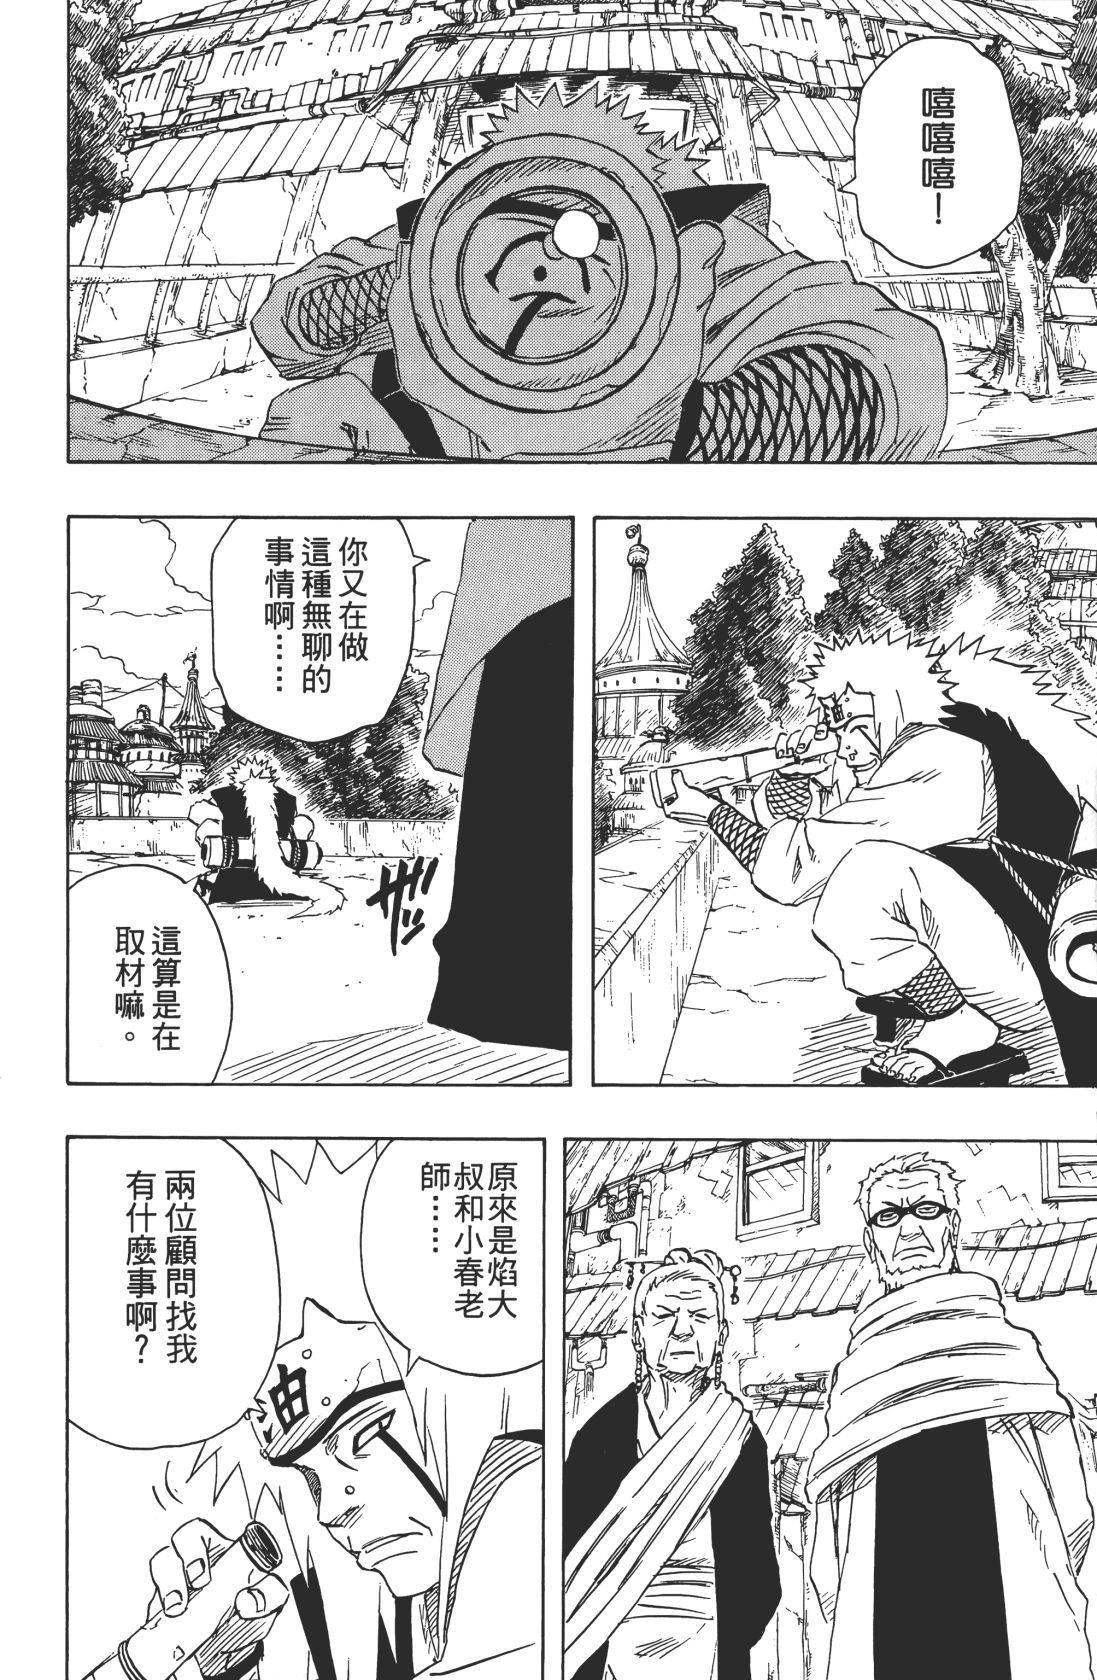 嘻嘻嘻！
你又在做
這種無聊的
事情啊……
ザッ
這算是在
取材嘛。
原來是焰大
叔和小春老
師……
兩位顧問找我
有什麼事啊？
油